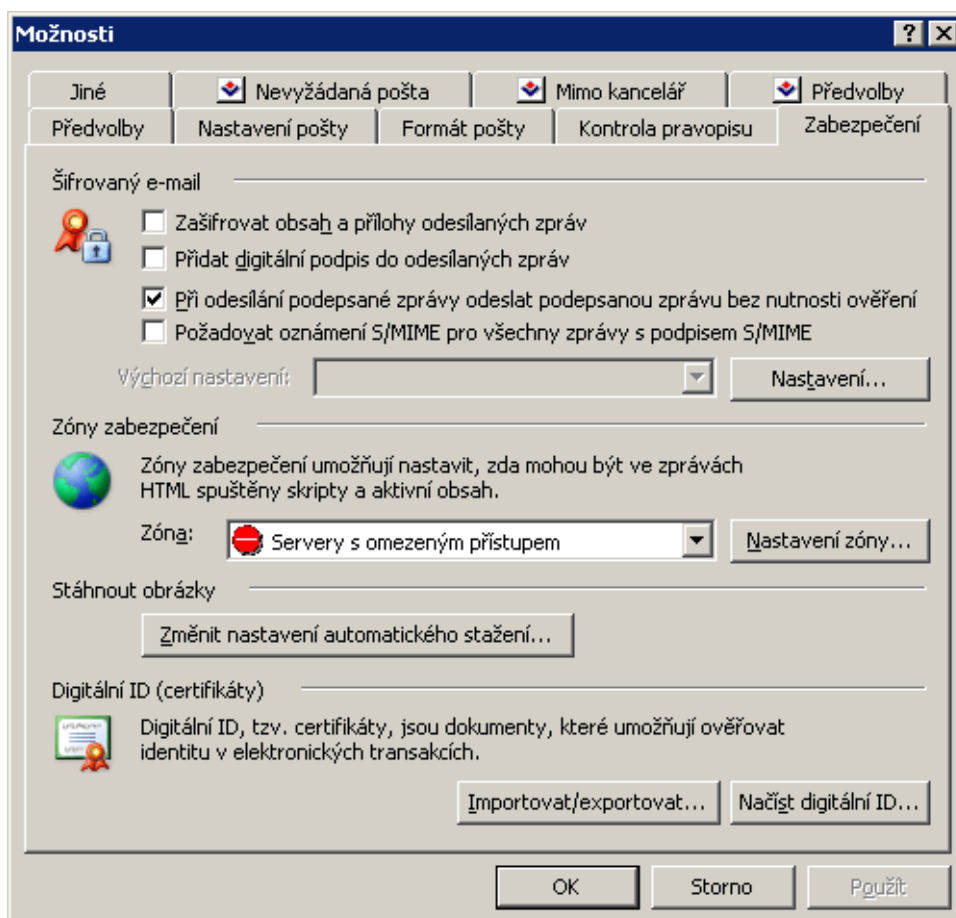 Možnosti
Jiné
Nevyžádaná pošta
Mimo kancelář
Předvolby
Předvolby
Nastavení pošty
Formát pošty
Kontrola pravopisu
Zabezpečení
Šifrovaný e-mail
Zašifrovat obsah a přílohy odesílaných zpráv
Přidat digitální podpis do odesílaných zpráv
Při odesílání podepsané zprávy odeslat podepsanou zprávu bez nutnosti ověření
Požadovat oznámení S/MIME pro všechny zprávy s podpisem S/MIME
Výchozí nastavení:
Nastavení...
Zóny zabezpečení
Zóny zabezpečení umožňují nastavit, zda mohou být ve zprávách
HTML spuštěny skripty a aktivní obsah.
Zóna:
Servery s omezeným přístupem
Nastavení zóny...
Stáhnout obrázky
Změnit nastavení automatického stažení...
Digitální ID (certifikáty)
Digitální ID, tzv. certifikáty, jsou dokumenty, které umožňují ověřovat
identitu v elektronických transakcích.
Importovat/exportovat...
Načíst digitální ID...
OK
Storno
Použít